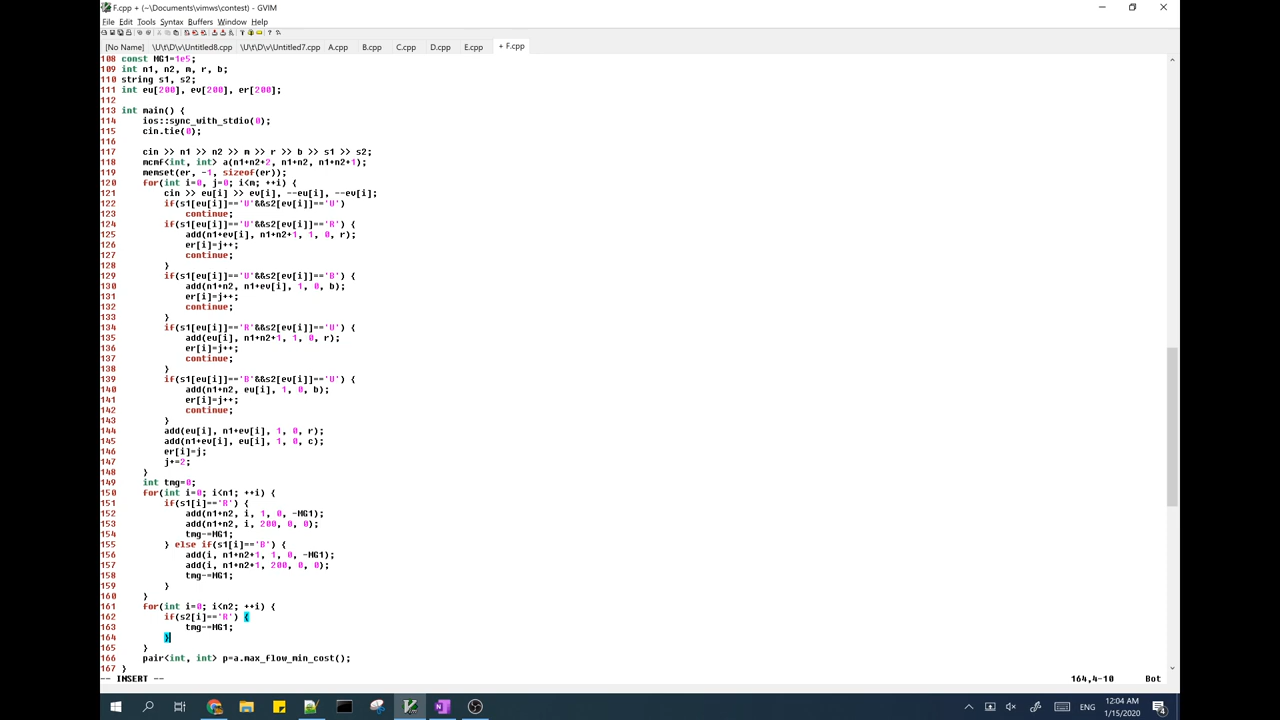 F.cpp + (~\Documents\vimws\contest) - GVIM
File Edit Tools Syntax Buffers Window Help
[No Name] \U\t\D\v\Untitled8.cpp \U\t\D\v\Untitled7.cpp A.cpp B.cpp C.cpp D.cpp E.cpp + F.cpp
108 const MG1=1e5;
109 int n1, n2, m, r, b;
110 string s1, s2;
111 int eu[200], ev[200], er[200];
112
113 int main() {
114 ios::sync_with_stdio(0);
115 cin.tie(0);
116
117 cin >> n1 >> n2 >> m >> r >> b >> s1 >> s2;
118 mcmf<int, int> a(n1+n2+2, n1+n2, n1+n2+1);
119 memset(er, -1, sizeof(er));
120 for(int i=0, j=0; i<m; ++i) {
121 cin >> eu[i] >> ev[i], --eu[i], --ev[i];
122 if(s1[eu[i]]=='U'&&s2[ev[i]]=='U')
123 continue;
124 if(s1[eu[i]]=='U'&&s2[ev[i]]=='R') {
125 add(n1+ev[i], n1+n2+1, 1, 0, r);
126 er[i]=j++;
127 continue;
128 }
129 if(s1[eu[i]]=='U'&&s2[ev[i]]=='B') {
130 add(n1+n2, n1+ev[i], 1, 0, b);
131 er[i]=j++;
132 continue;
133 }
134 if(s1[eu[i]]=='R'&&s2[ev[i]]=='U') {
135 add(eu[i], n1+n2+1, 1, 0, r);
136 er[i]=j++;
137 continue;
138 }
139 if(s1[eu[i]]=='B'&&s2[ev[i]]=='U') {
140 add(n1+n2, eu[i], 1, 0, b);
141 er[i]=j++;
142 continue;
143 }
144 add(eu[i], n1+ev[i], 1, 0, r);
145 add(n1+ev[i], eu[i], 1, 0, c);
146 er[i]=j;
147 j+=2;
148 }
149 int tmg=0;
150 for(int i=0; i<n1; ++i) {
151 if(s1[i]=='R') {
152 add(n1+n2, i, 1, 0, -MG1);
153 add(n1+n2, i, 200, 0, 0);
154 tmg-=MG1;
155 } else if(s1[i]=='B') {
156 add(i, n1+n2+1, 1, 0, -MG1);
157 add(i, n1+n2+1, 200, 0, 0);
158 tmg-=MG1;
159 }
160 }
161 for(int i=0; i<n2; ++i) {
162 if(s2[i]=='R') {
163 tmg-=MG1;
164 }
165 }
166 pair<int, int> p=a.max_flow_min_cost();
167 }
-- INSERT -- 164,4-10 Bot
ENG 12:04 AM
1/15/2020